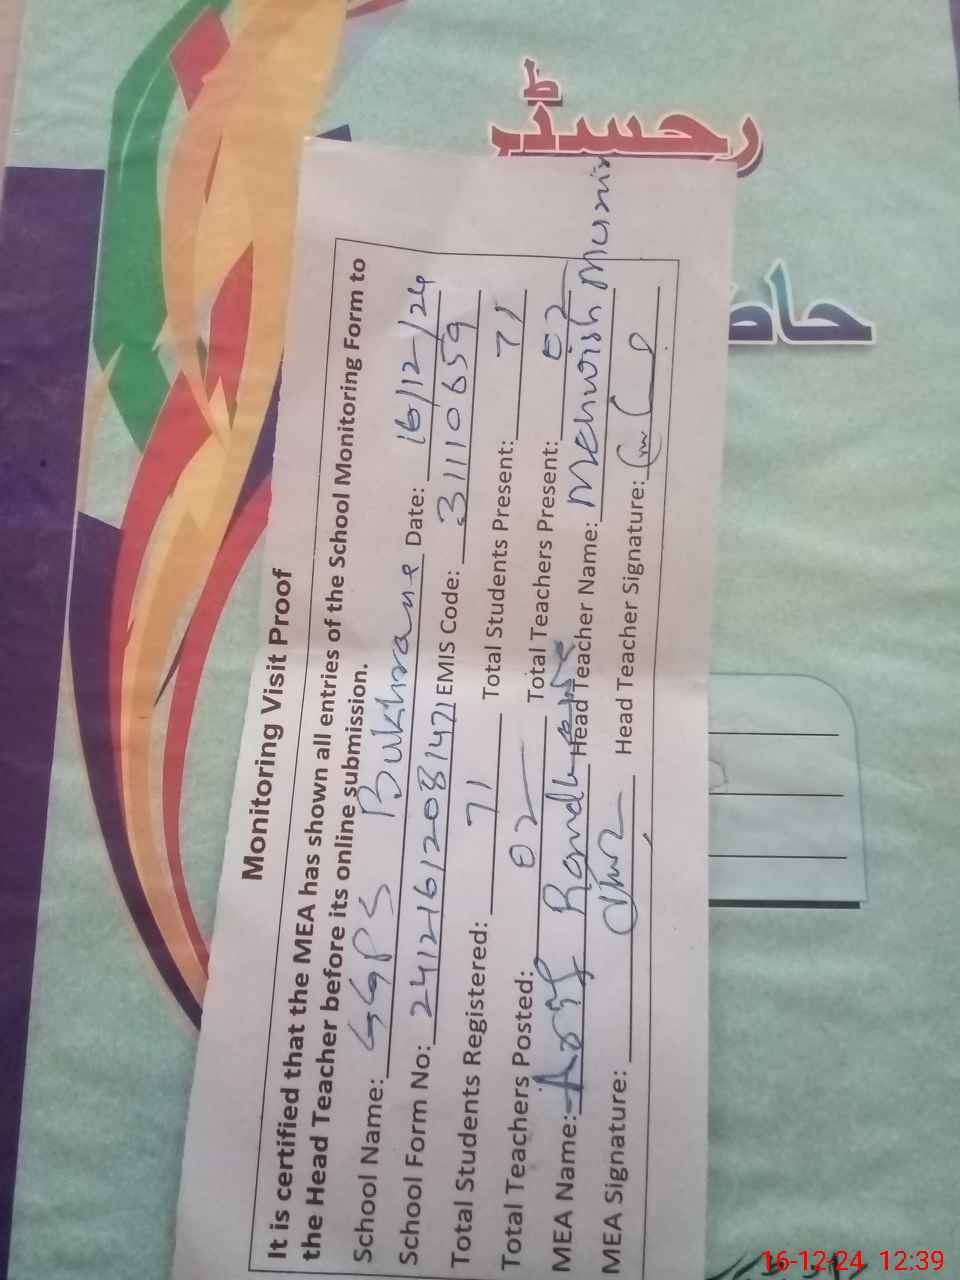 رجسٹر
حاض
Monitoring Visit Proof
It is certified that the MEA has shown all entries of the School Monitoring Form to
the Head Teacher before its online submission.
School Name: GGPS Bukhrane Date: 16/12/24
School Form No: 241216120814 21 EMIS Code: 31110659
Total Students Registered: 71 Total Students Present: 71
Total Teachers Posted: 02 Total Teachers Present: 02
MEA Name: Asif Randhawa Head Teacher Name: Mehwish Munir
MEA Signature: Head Teacher Signature:
16-12-24 12:39